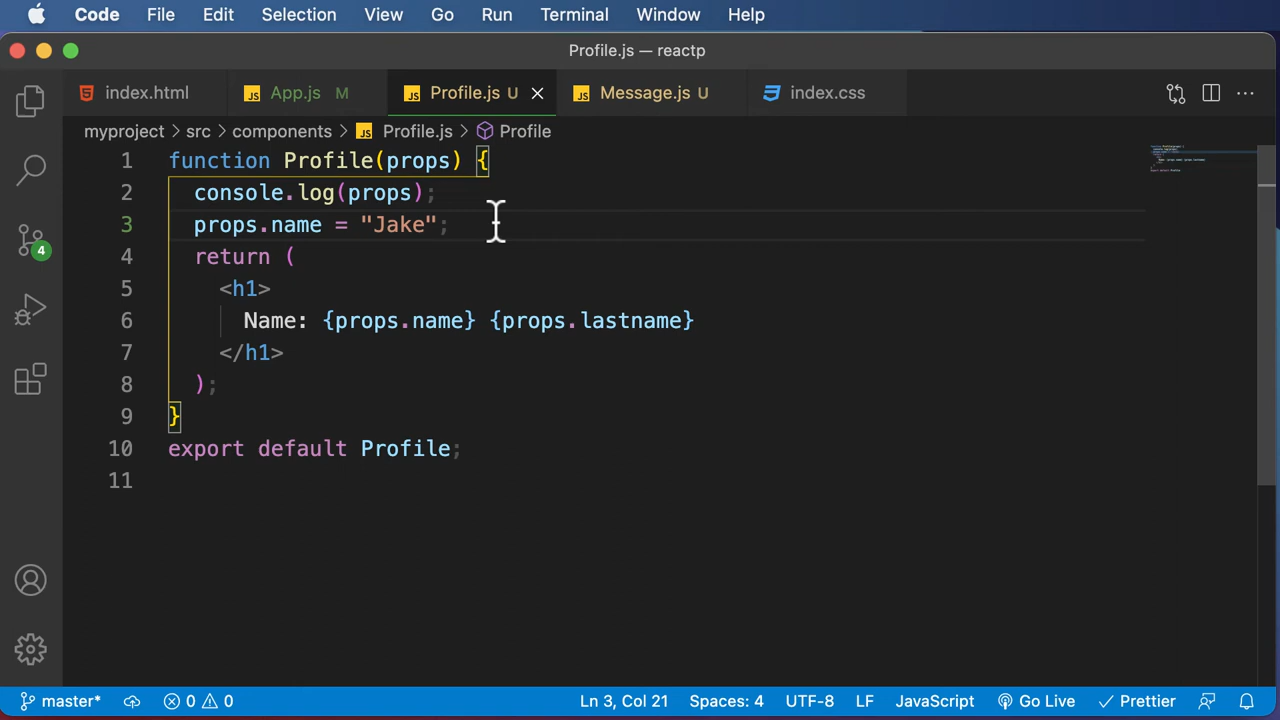 Code File Edit Selection View Go Run Terminal Window Help
Profile.js — reactp
index.html JS App.js M JS Profile.js U JS Message.js U index.css
myproject > src > components > JS Profile.js > Profile
1 function Profile(props) {
2 console.log(props);
3 props.name = "Jake";
4 return (
5 <h1>
6 Name: {props.name} {props.lastname}
7 </h1>
8 );
9 }
10 export default Profile;
11
4
master* 0 0 Ln 3, Col 21 Spaces: 4 UTF-8 LF JavaScript Go Live Prettier